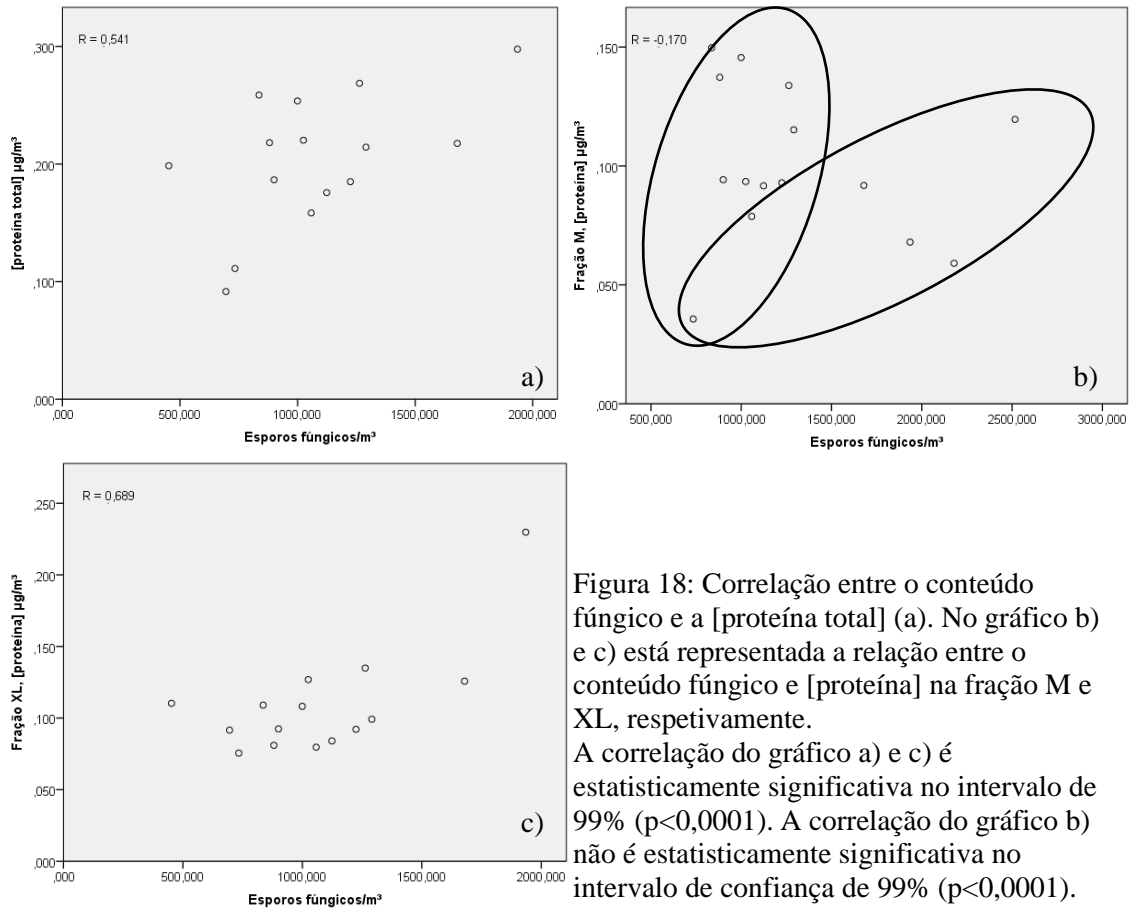 R = 0,541
,300
,200
,100
,000
[proteína total] µg/m³
,000 500,000 1000,000 1500,000 2000,000
Esporos fúngicos/m³
a)
R = -0,170
,150
,100
,050
,000
Fração M, [proteína] µg/m³
500,000 1000,000 1500,000 2000,000 2500,000 3000,000
Esporos fúngicos/m³
b)
R = 0,689
,250
,200
,150
,100
,050
,000
Fração XL, [proteína] µg/m³
,000 500,000 1000,000 1500,000 2000,000
Esporos fúngicos/m³
c)
Figura 18: Correlação entre o conteúdo
fúngico e a [proteína total] (a). No gráfico b)
e c) está representada a relação entre o
conteúdo fúngico e [proteína] na fração M e
XL, respetivamente.
A correlação do gráfico a) e c) é
estatisticamente significativa no intervalo de
99% (p<0,0001). A correlação do gráfico b)
não é estatisticamente significativa no
intervalo de confiança de 99% (p<0,0001).